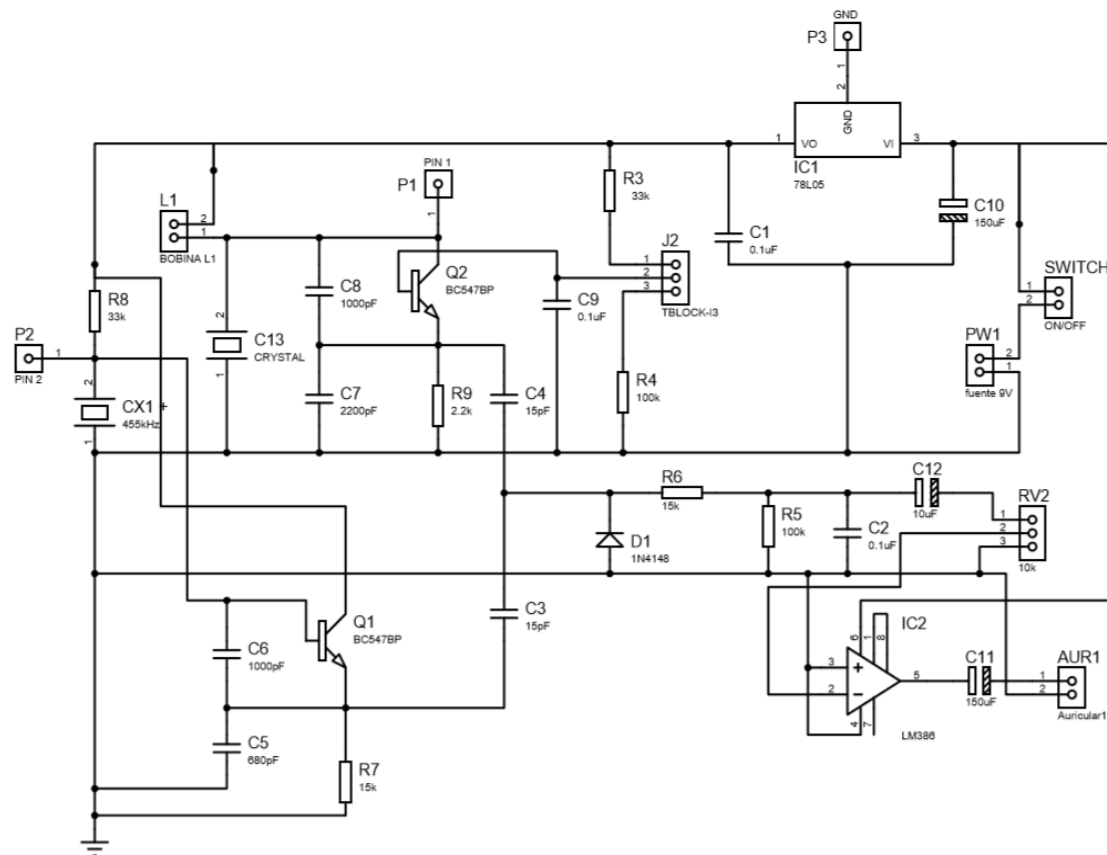 GND
P3
1
2
GND
1
VO
VI
3
IC1
78L05
PIN 1
P1
1
R3
33k
C10
150uF
L1
2
1
BOBINA L1
C1
0.1uF
J2
1
2
3
TBLOCK-I3
Q2
BC547BP
C8
1000pF
R8
33k
C9
0.1uF
SWITCH
1
2
ON/OFF
P2
1
PIN 2
2
C13
CRYSTAL
1
PW1
2
1
fuente 9V
2
CX1
+
455kHz
1
C7
2200pF
R9
2.2k
C4
15pF
R4
100k
R6
15k
C12
10uF
RV2
1
2
3
10k
R5
100k
C2
0.1uF
D1
1N4148
C3
15pF
Q1
BC547BP
C6
1000pF
6
1
8
IC2
3
2
5
4
7
LM386
C11
150uF
AUR1
1
2
Auricular1
C5
680pF
R7
15k